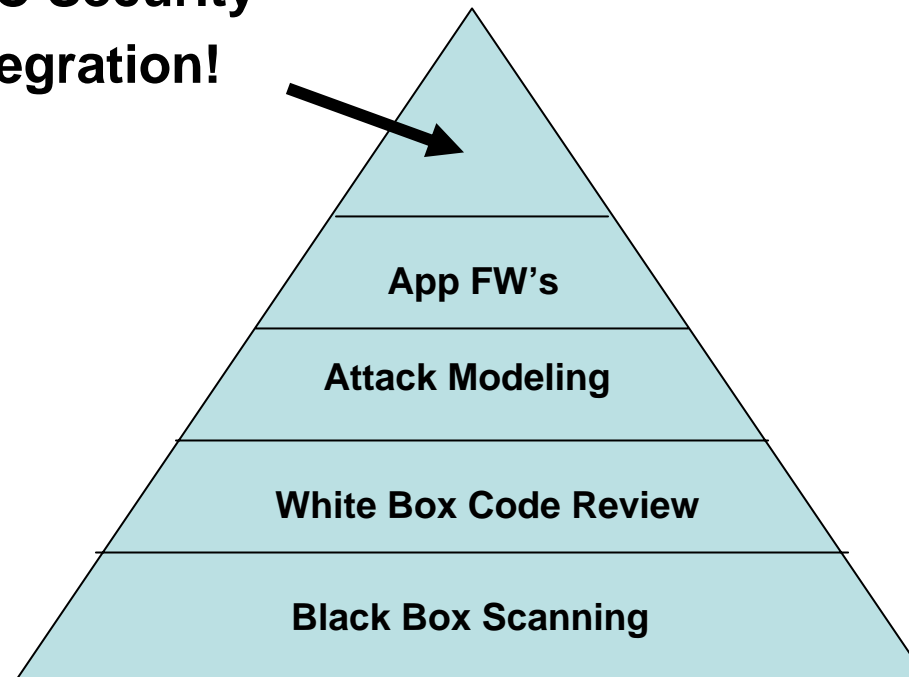 Security
egration!
App FW's
Attack Modeling
White Box Code Review
Black Box Scanning